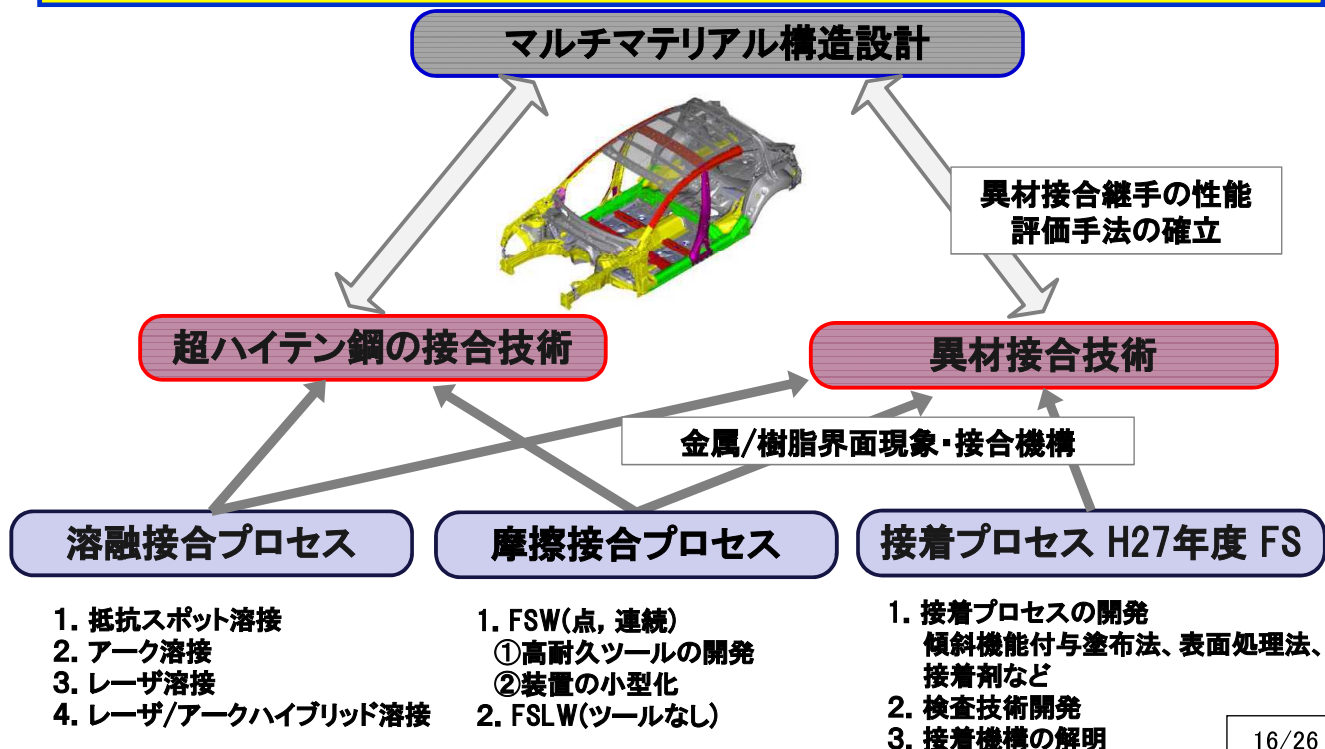 マルチマテリアル構造設計
異材接合継手の性能
評価手法の確立
超ハイテン鋼の接合技術
異材接合技術
金属/樹脂界面現象・接合機構
溶融接合プロセス
摩擦接合プロセス
接着プロセス H27年度 FS
1. 抵抗スポット溶接
2. アーク溶接
3. レーザ溶接
4. レーザ/アークハイブリッド溶接
1. FSW(点, 連続)
①高耐久ツールの開発
②装置の小型化
2. FSLW(ツールなし)
1. 接着プロセスの開発
傾斜機能付与塗布法、表面処理法、
接着剤など
2. 検査技術開発
3. 接着機構の解明
16/26